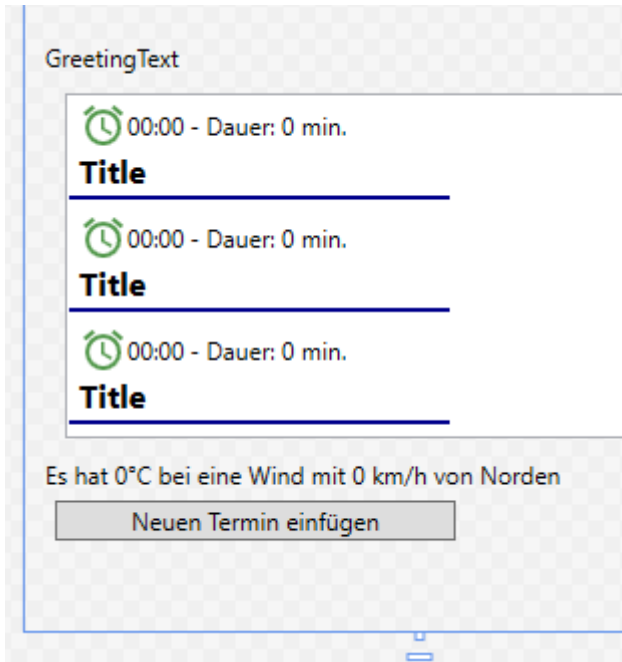 GreetingText
00:00 - Dauer: 0 min.
Title
00:00 - Dauer: 0 min.
Title
00:00 - Dauer: 0 min.
Title
Es hat 0°C bei eine Wind mit 0 km/h von Norden
Neuen Termin einfügen